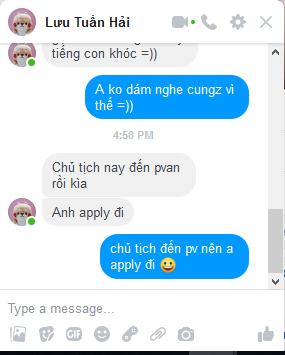 Lưu Tuấn Hải
tiếng con khóc =))
A ko dám nghe cungz vì
thế =))
4:58 PM
Chủ tịch nay đến pvan
rồi kìa
Anh apply đi
chủ tịch đến pv nên a
apply đi 😀
Type a message...
GIF